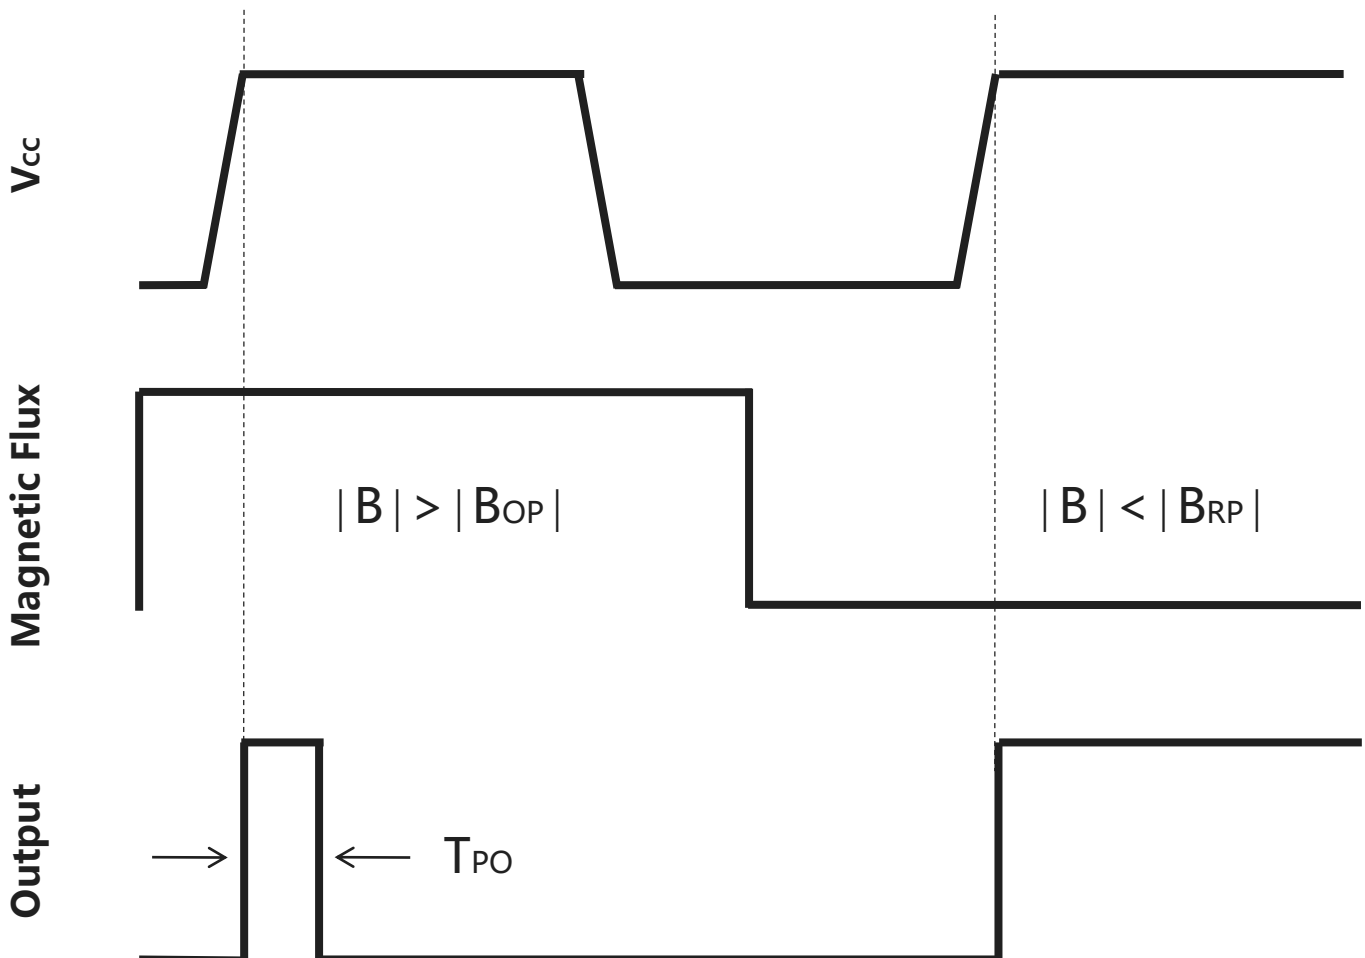 Vcc
Magnetic Flux
| B | > | BOP |
| B | < | BRP |
Output
TPO